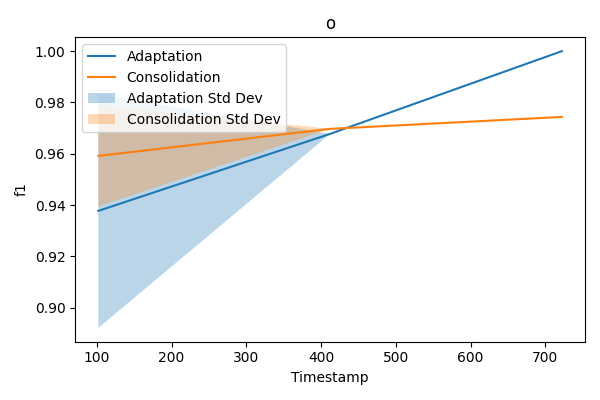 o
Adaptation
Consolidation
Adaptation Std Dev
Consolidation Std Dev
1.00
0.98
0.96
0.94
0.92
0.90
f1
100 200 300 400 500 600 700
Timestamp